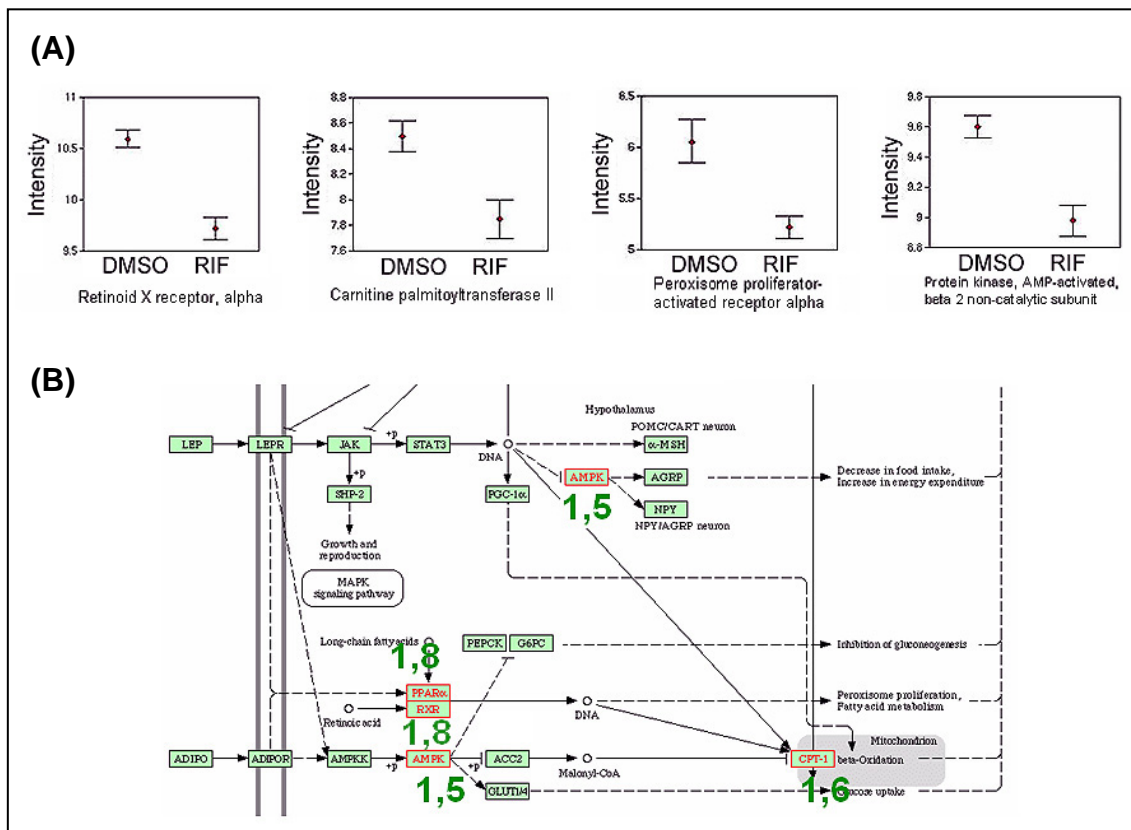 (A)
11
10.5
10
9.5
Intensity
DMSO RIF
Retinoid X receptor, alpha
8.8
8.6
8.4
8.2
8
7.8
7.6
Intensity
DMSO RIF
Carnitine palmitoyltransferase II
6.5
6
5.5
5
Intensity
DMSO RIF
Peroxisome proliferator-
activated receptor alpha
9.8
9.6
9.4
9.2
9
8.8
Intensity
DMSO RIF
Protein kinase, AMP-activated,
beta 2 non-catalytic subunit
(B)
Hypothalamus
POMC/CART neuron
LEP LEPR JAK +p STAT3 DNA α-MSH
+p
SHP-2 PGC-1α AMPK AGRP
Decrease in food intake,
Increase in energy expenditure
1,5
NPY
NPY/AGRP neuron
Growth and
reproduction
MAPK
signaling pathway
Long-chain fatty acids PEPCK G6PC Inhibition of gluconeogenesis
1,8
PPARα
RXR
Retinoic acid
DNA
Peroxisome proliferation,
Fatty acid metabolism
1,8
Mitochondrion
ADIPO ADIPOR AMPKK +p AMPK +p ACC2 Malonyl-CoA CPT-1 beta-Oxidation
1,5
GLUT1/4
1,6
Glucose uptake